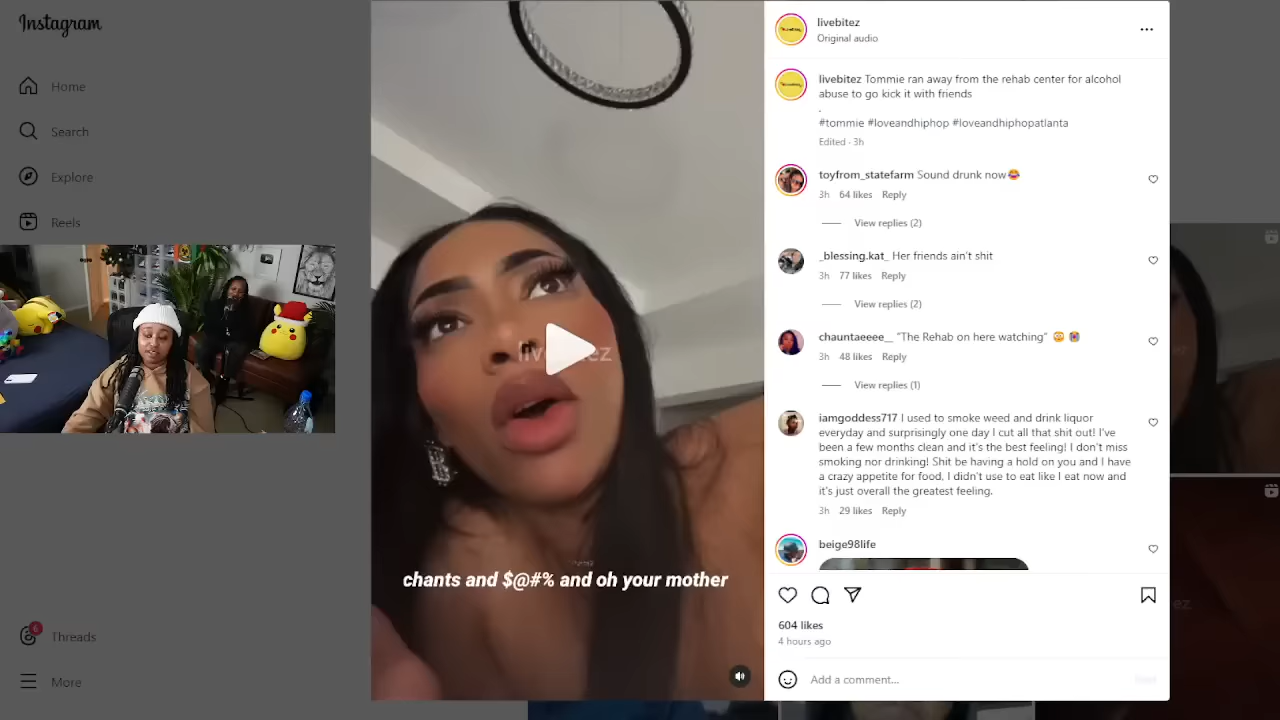 Instagram
Home
Search
Explore
Reels
6
Threads
More
livebitez
chants and $@#% and oh your mother
livebitez
Original audio
livebitez Tommie ran away from the rehab center for alcohol
abuse to go kick it with friends
.
#tommie #loveandhiphop #loveandhiphopatlanta
Edited · 3h
toyfrom_statefarm Sound drunk now😂
3h 64 likes Reply
View replies (2)
_blessing.kat_ Her friends ain't shit
3h 77 likes Reply
View replies (2)
chauntaeeee__ "The Rehab on here watching" 😳 😭
3h 48 likes Reply
View replies (1)
iamgoddess717 I used to smoke weed and drink liquor
everyday and surprisingly one day I cut all that shit out! I've
been a few months clean and it's the best feeling! I don't miss
smoking nor drinking! Shit be having a hold on you and I have
a crazy appetite for food, I didn't use to eat like I eat now and
it's just overall the greatest feeling.
3h 29 likes Reply
beige98life
604 likes
4 hours ago
Add a comment...